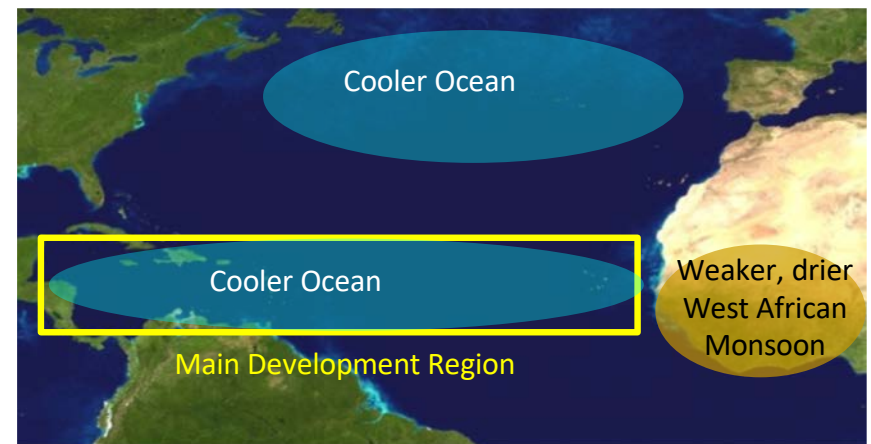 Cooler Ocean
Cooler Ocean
Weaker, drier
West African
Monsoon
Main Development Region